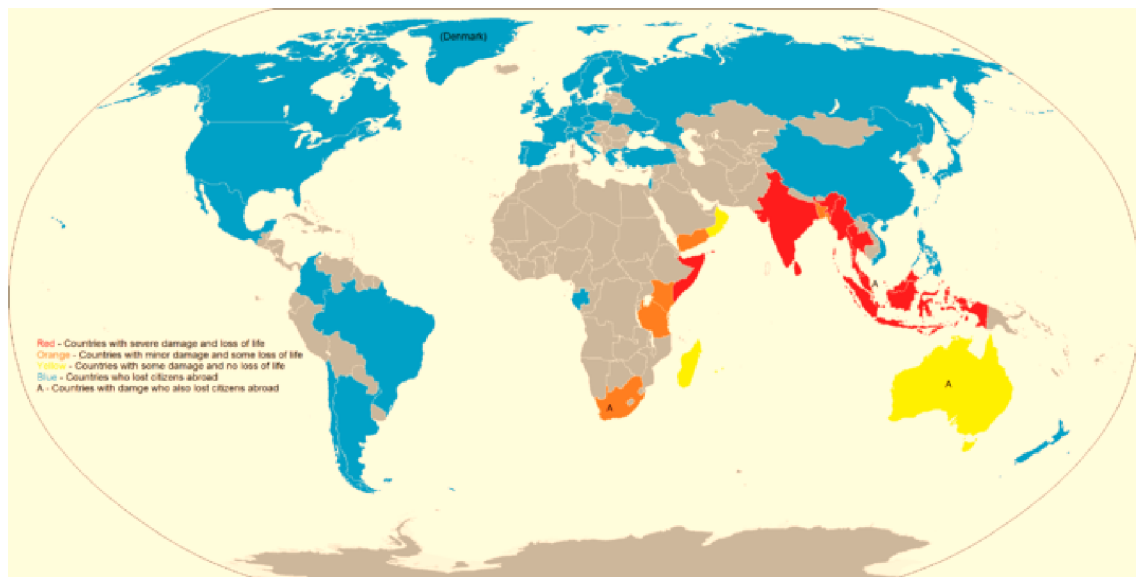 (Denmark)
A
Red - Countries with severe damage and loss of life
Orange - Countries with minor damage and some loss of life
Yellow - Countries with some damage and no loss of life
Blue - Countries who lost citizens abroad
A - Countries with damge who also lost citizens abroad
A
A